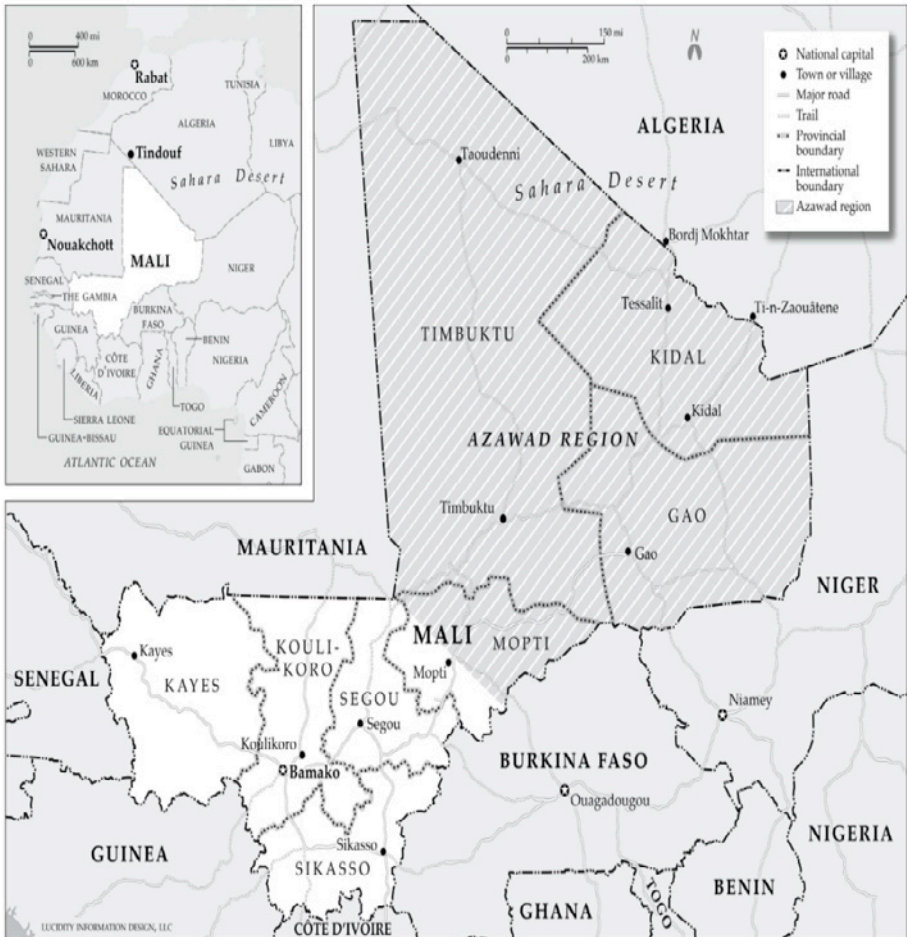 0 400 mi
0 600 km
Rabat
MOROCCO
TUNISIA
ALGERIA
LIBYA
WESTERN
SAHARA
Tindouf
Sahara Desert
MAURITANIA
Nouakchott
MALI
NIGER
SENEGAL
THE GAMBIA
BURKINA
FASO
GUINEA
BENIN
CÔTE
D'IVOIRE
GHANA
NIGERIA
LIBERIA
TOGO
CAMEROON
SIERRA LEONE
EQUATORIAL
GUINEA
GUINEA-BISSAU
ATLANTIC OCEAN
GABON
0 150 mi
0 200 km
N
National capital
Town or village
Major road
Trail
Provincial
boundary
International
boundary
Azawad region
ALGERIA
Taoudenni
Sahara Desert
Bordj Mokhtar
Tessalit
Ti-n-Zaouâtene
TIMBUKTU
KIDAL
Kidal
AZAWAD REGION
Timbuktu
GAO
Gao
MAURITANIA
NIGER
MALI
MOPTI
Mopti
KOULI-
KORO
Kayes
KAYES
SENEGAL
SEGOU
Segou
Niamey
Koulikoro
Bamako
BURKINA FASO
Ouagadougou
NIGERIA
GUINEA
Sikasso
SIKASSO
BENIN
TOGO
GHANA
CÔTE D'IVOIRE
LUCIDITY INFORMATION DESIGN, LLC